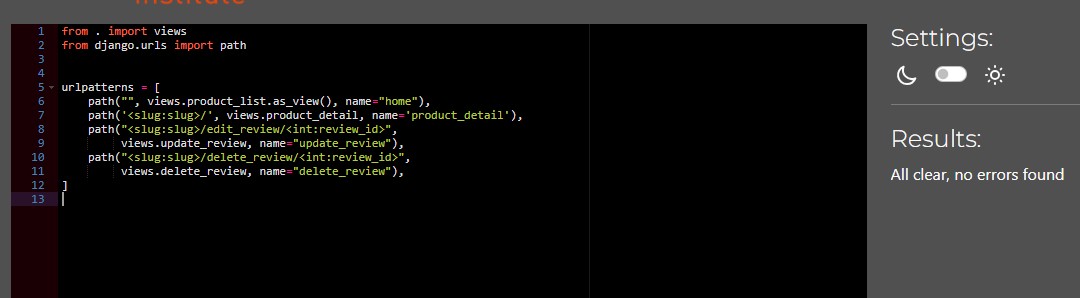 Institute
1 from . import views
2 from django.urls import path
3
4
5 urlpatterns = [
6     path("", views.product_list.as_view(), name="home"),
7     path('<slug:slug>/', views.product_detail, name='product_detail'),
8     path("<slug:slug>/edit_review/<int:review_id>",
9          views.update_review, name="update_review"),
10     path("<slug:slug>/delete_review/<int:review_id>",
11          views.delete_review, name="delete_review"),
12 ]
13
Settings:
Results:
All clear, no errors found